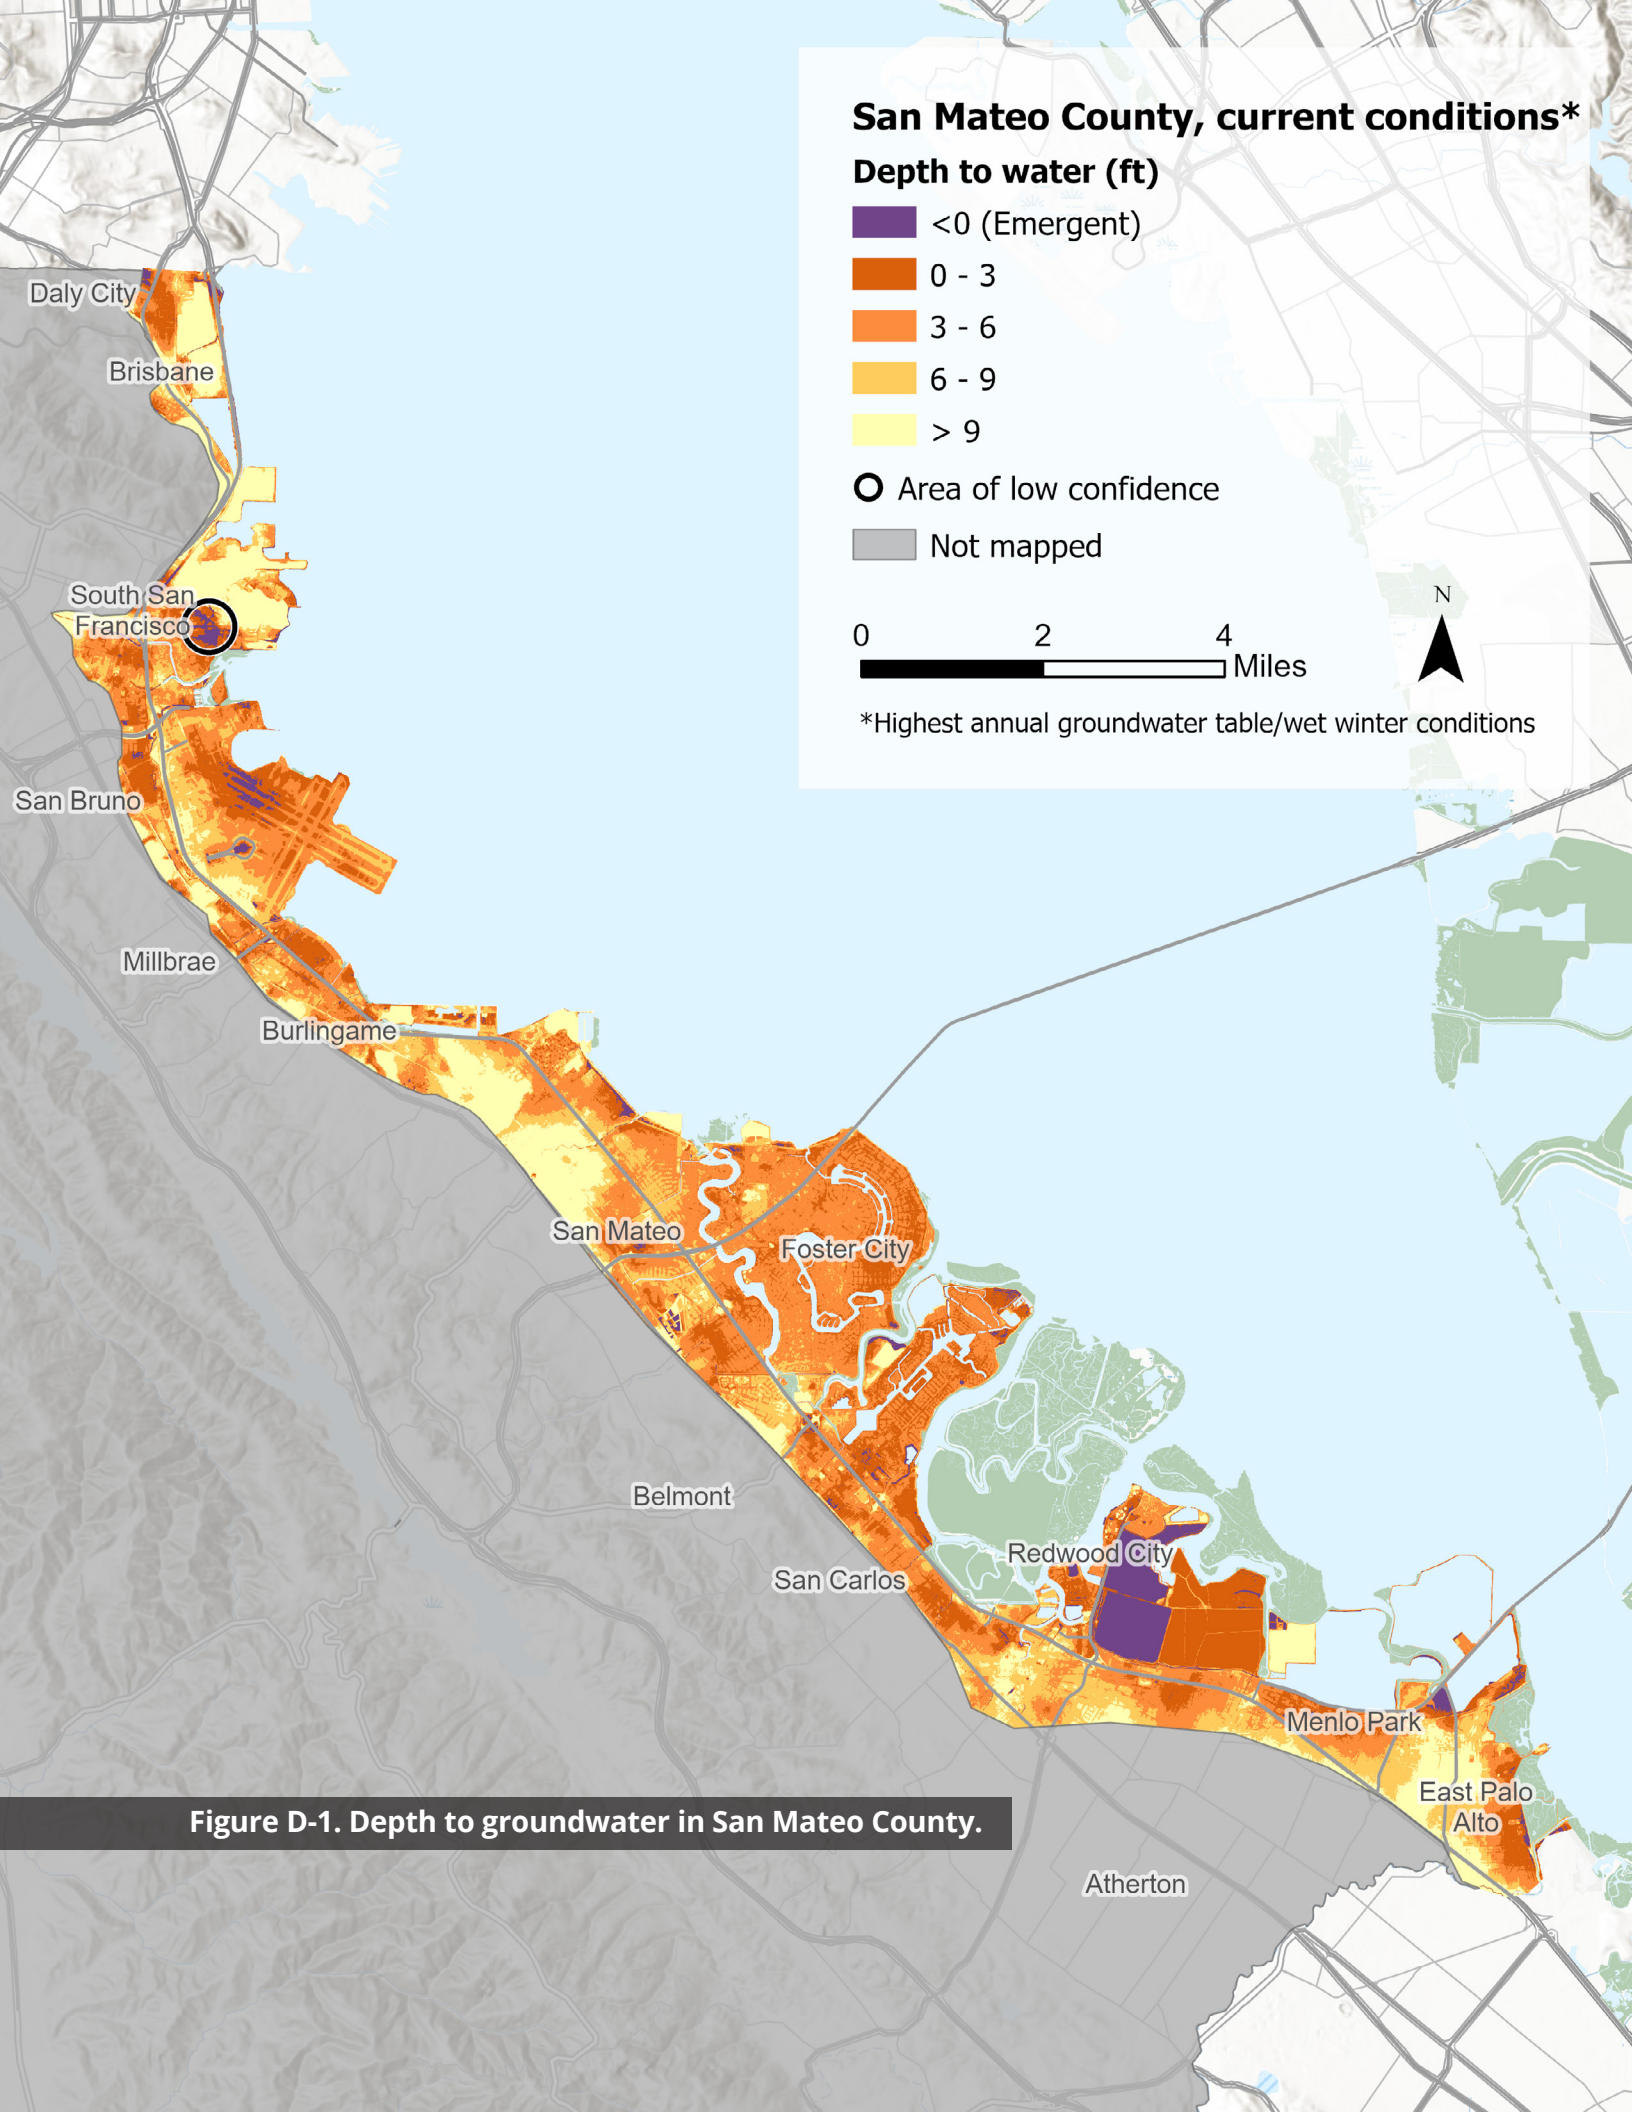 San Mateo County, current conditions*
Depth to water (ft)
<0 (Emergent)
0 - 3
3 - 6
6 - 9
> 9
Area of low confidence
Not mapped
N
0 2 4
Miles
*Highest annual groundwater table/wet winter conditions
Daly City
Brisbane
South San
Francisco
San Bruno
Millbrae
Burlingame
San Mateo
Foster City
Belmont
Redwood City
San Carlos
Menlo Park
East Palo
Alto
Figure D-1. Depth to groundwater in San Mateo County.
Atherton